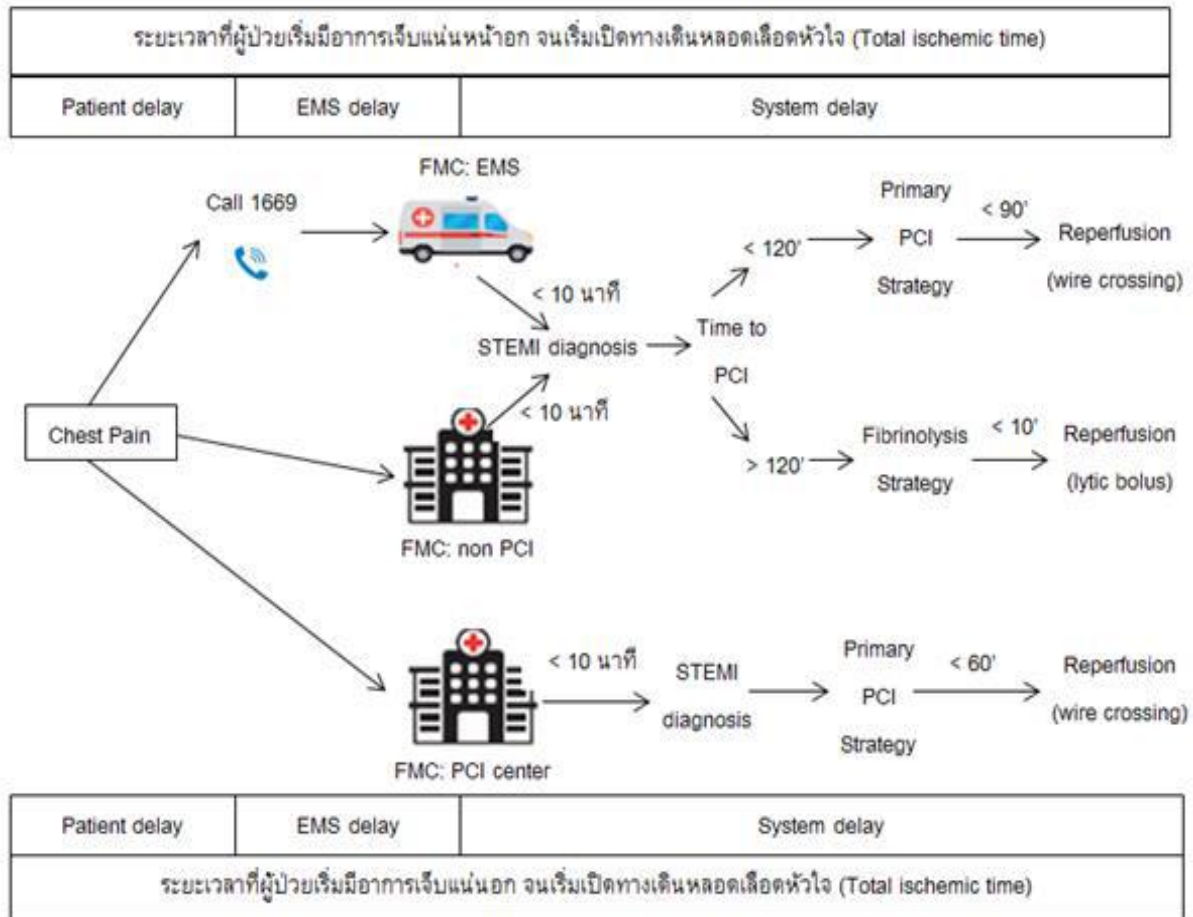 ระยะเวลาที่ผู้ป่วยเริ่มมีอาการเจ็บแน่นหน้าอก จนเริ่มเปิดทางเดินหลอดเลือดหัวใจ (Total ischemic time)
Patient delay
EMS delay
System delay
FMC: EMS
Call 1669
< 10 นาที
STEMI diagnosis
< 10 นาที
Time to
PCI
< 120'
Primary
PCI
Strategy
< 90'
Reperfusion
(wire crossing)
> 120'
Fibrinolysis
Strategy
< 10'
Reperfusion
(lytic bolus)
Chest Pain
FMC: non PCI
< 10 นาที
STEMI
diagnosis
Primary
PCI
Strategy
< 60'
Reperfusion
(wire crossing)
FMC: PCI center
Patient delay
EMS delay
System delay
ระยะเวลาที่ผู้ป่วยเริ่มมีอาการเจ็บแน่นอก จนเริ่มเปิดทางเดินหลอดเลือดหัวใจ (Total ischemic time)